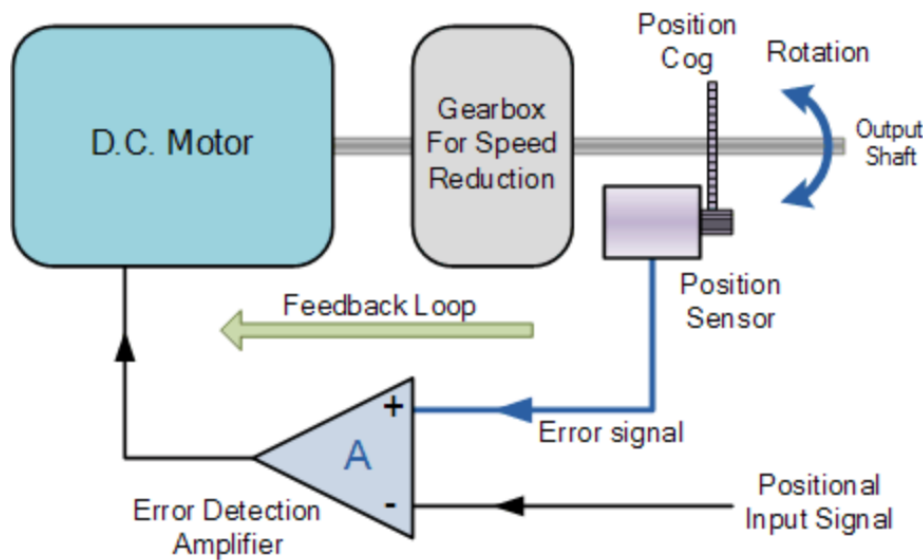 D.C. Motor
Gearbox
For Speed
Reduction
Position
Cog
Rotation
Output
Shaft
Position
Sensor
Feedback Loop
+
A
-
Error signal
Positional
Input Signal
Error Detection
Amplifier